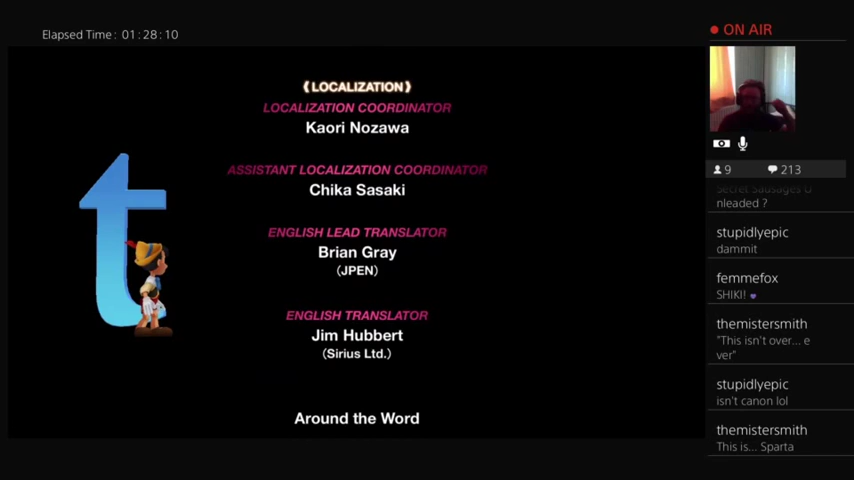 Elapsed Time: 01:28:10
ON AIR
《LOCALIZATION》
LOCALIZATION COORDINATOR
Kaori Nozawa
ASSISTANT LOCALIZATION COORDINATOR
Chika Sasaki
ENGLISH LEAD TRANSLATOR
Brian Gray
(JPEN)
ENGLISH TRANSLATOR
Jim Hubbert
(Sirius Ltd.)
Around the Word
t
9
213
Secret Sausages U
nleaded ?
stupidlyepic
dammit
femmefox
SHIKI!
themistersmith
"This isn't over... e
ver"
stupidlyepic
isn't canon lol
themistersmith
This is... Sparta